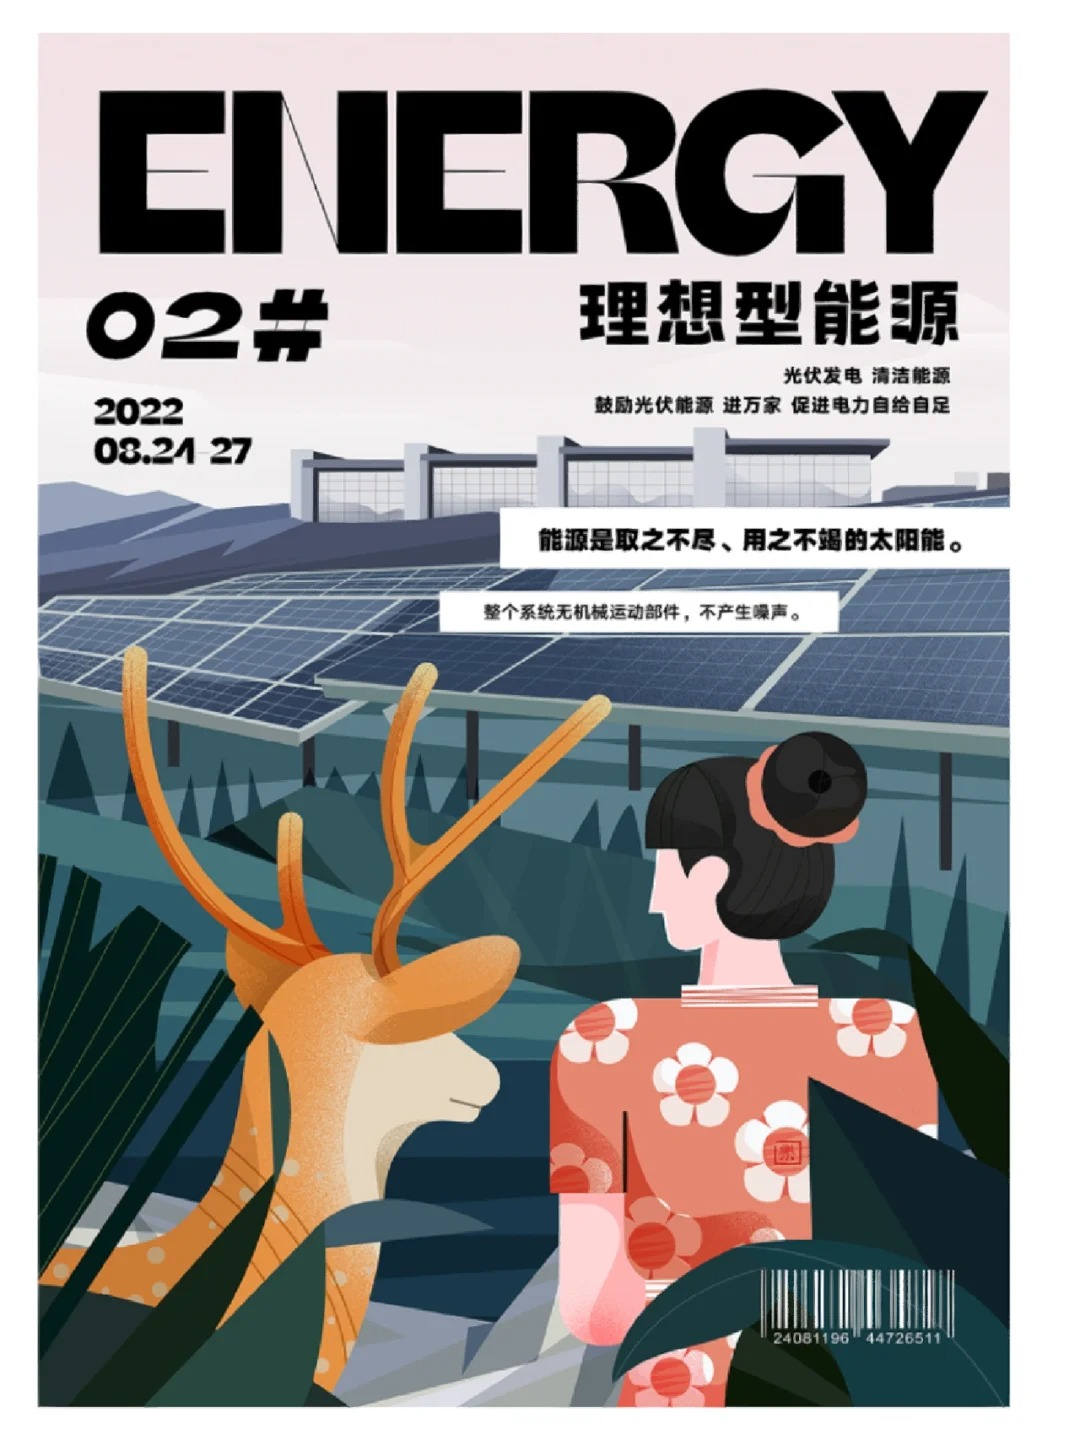 ENERGY
02#
理想型能源
光伏发电 清洁能源
鼓励光伏能源 进万家 促进电力自给自足
2022
08.24-27
能源是取之不尽、用之不竭的太阳能。
整个系统无机械运动部件，不产生噪声。
24081196 44726511